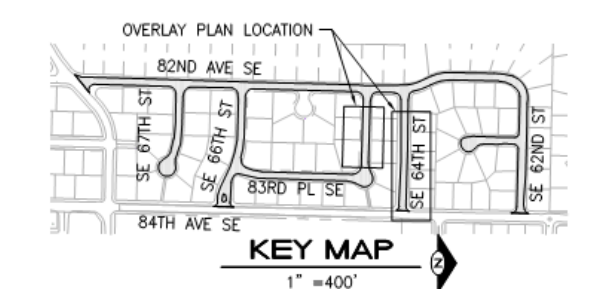 OVERLAY PLAN LOCATION
82ND AVE SE
SE 67TH ST
SE 66TH ST
SE 64TH ST
SE 62ND ST
83RD PL SE
84TH AVE SE
KEY MAP
Z
1" =400'